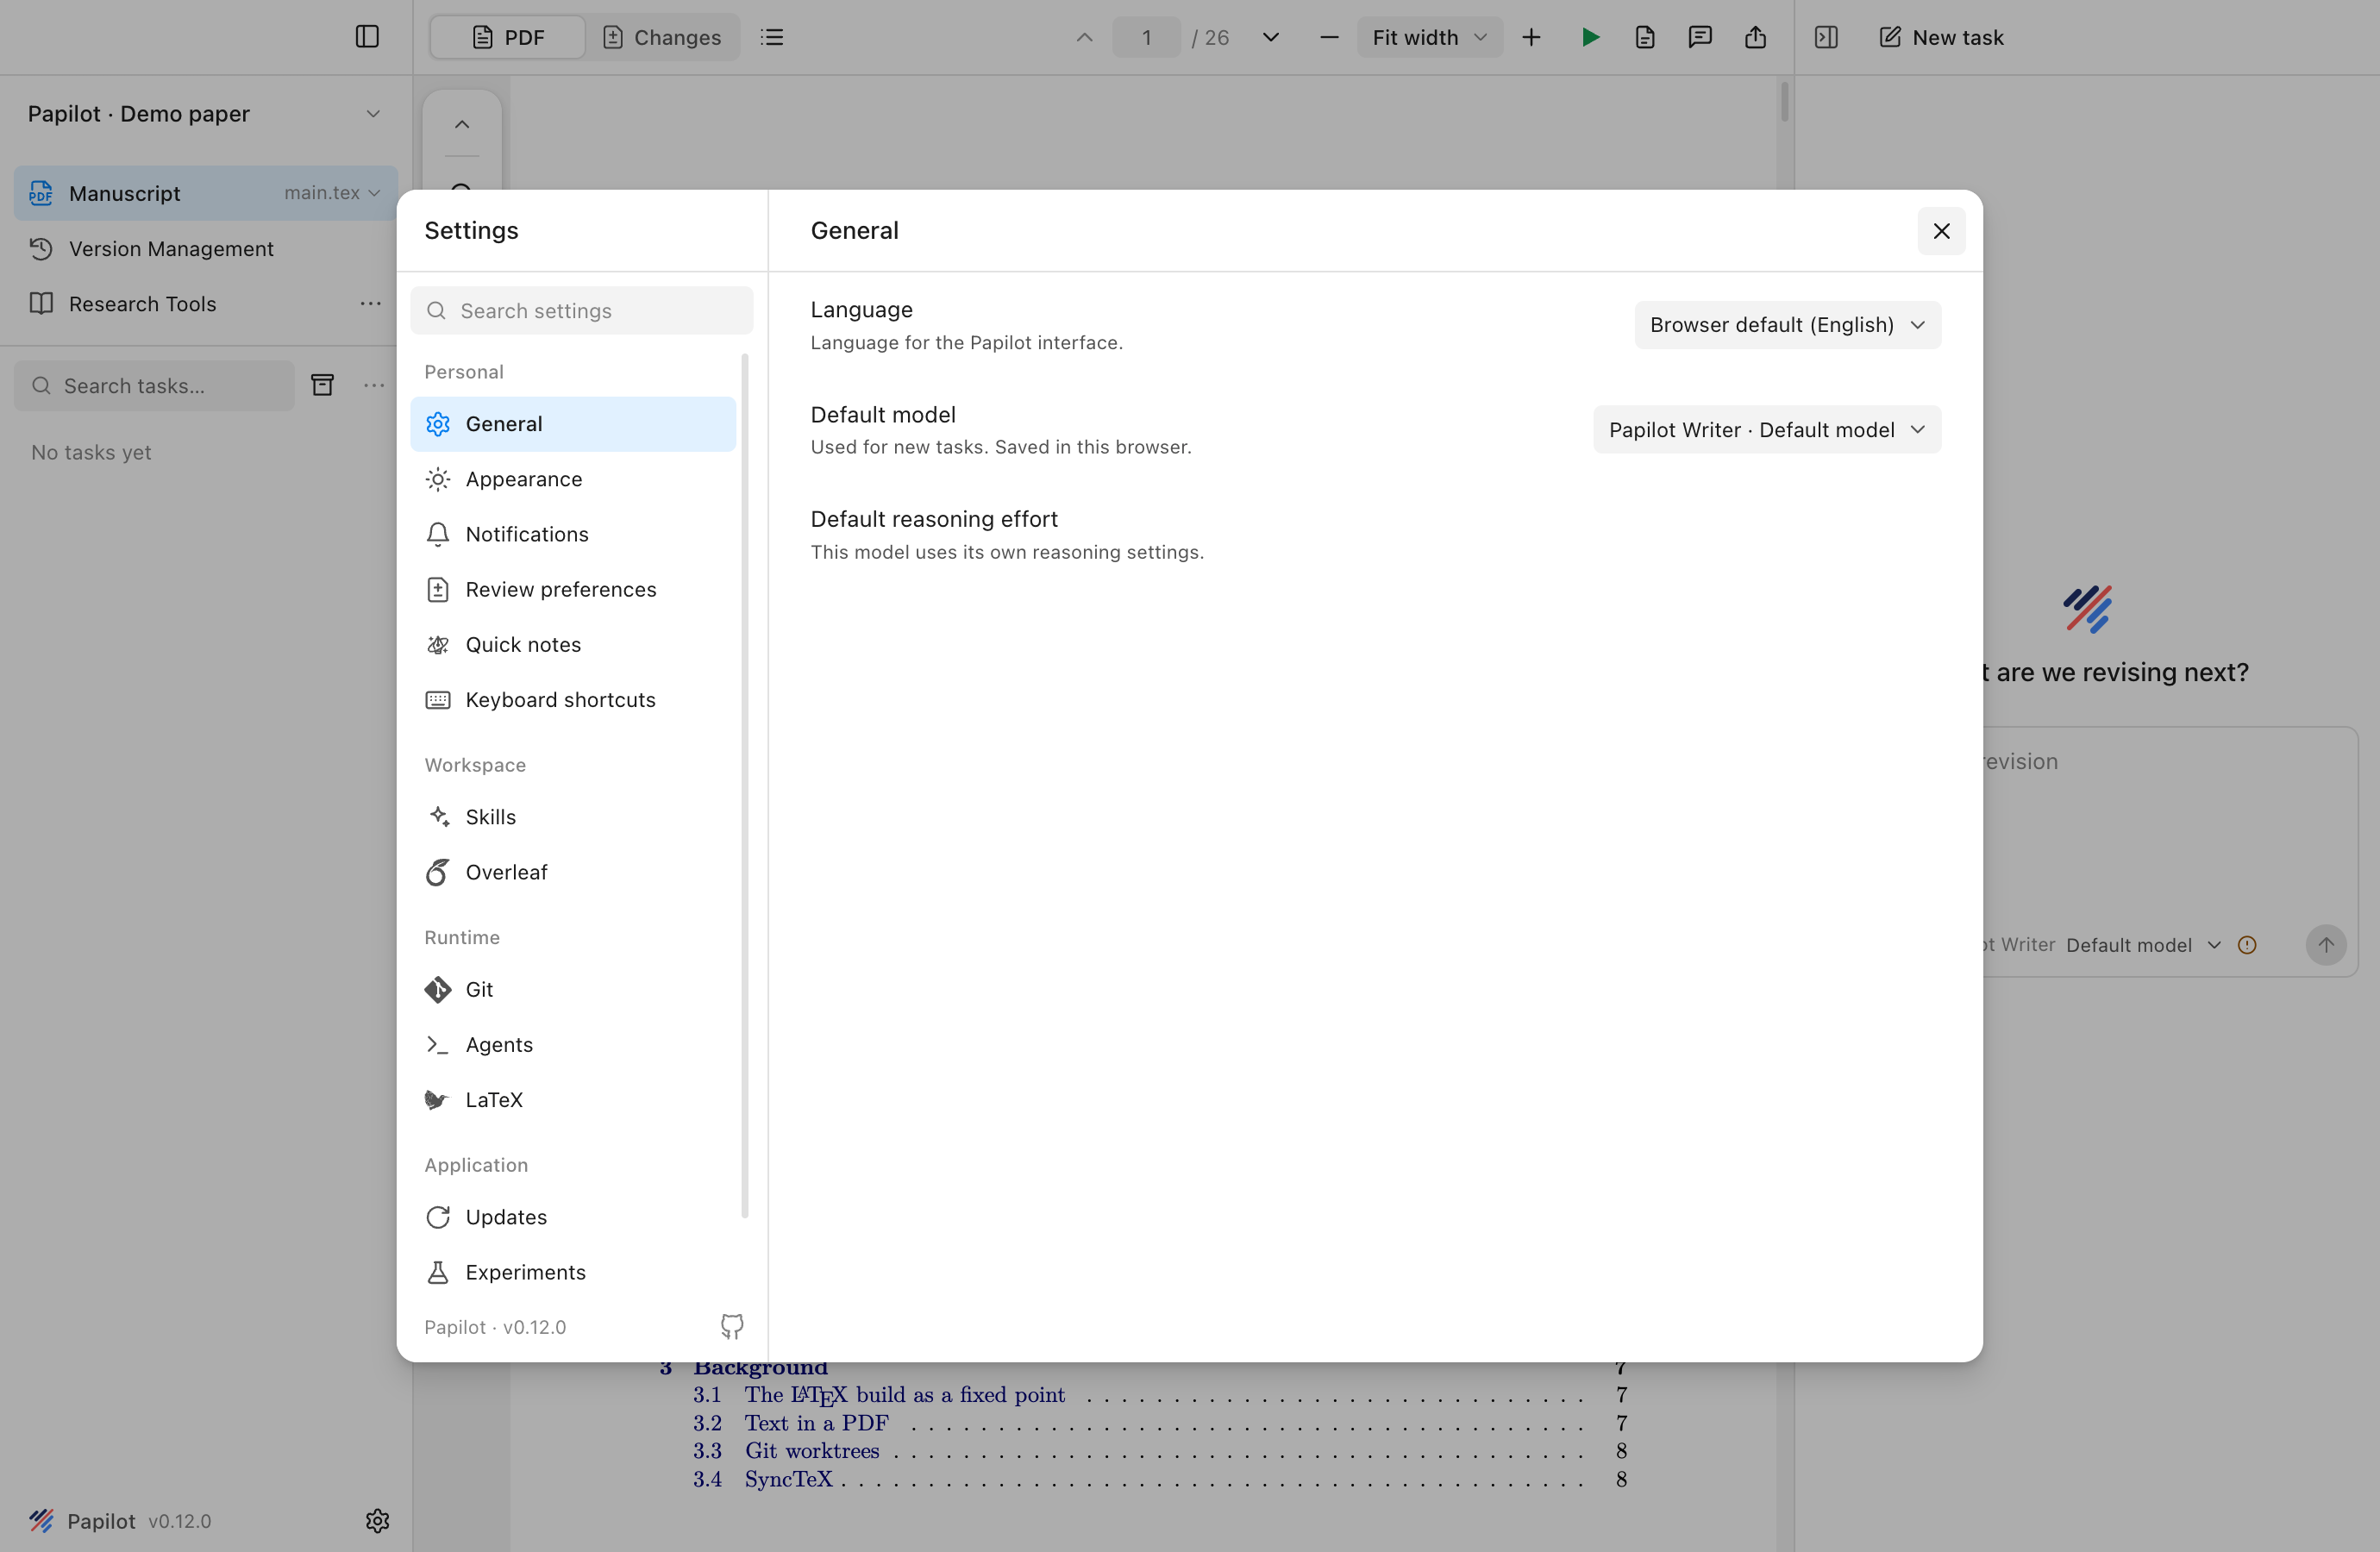 PDF
Changes
1 / 26
Fit width
New task
Papilot · Demo paper
Manuscript main.tex
Version Management
Research Tools
Search tasks...
No tasks yet
Settings
Search settings
Personal
General
Appearance
Notifications
Review preferences
Quick notes
Keyboard shortcuts
Workspace
Skills
Overleaf
Runtime
Git
Agents
LaTeX
Application
Updates
Experiments
Papilot · v0.12.0
General
Language
Language for the Papilot interface.
Browser default (English)
Default model
Used for new tasks. Saved in this browser.
Papilot Writer · Default model
Default reasoning effort
This model uses its own reasoning settings.
are we revising next?
evision
Writer Default model
3 Background 7
3.1 The LATEX build as a fixed point . . . . . . . . . . . . . . . . . . . . . . . . . . . . . 7
3.2 Text in a PDF . . . . . . . . . . . . . . . . . . . . . . . . . . . . . . . . . . . . . . . 7
3.3 Git worktrees . . . . . . . . . . . . . . . . . . . . . . . . . . . . . . . . . . . . . . . . 8
3.4 SyncTeX . . . . . . . . . . . . . . . . . . . . . . . . . . . . . . . . . . . . . . . . . . . 8
Papilot v0.12.0